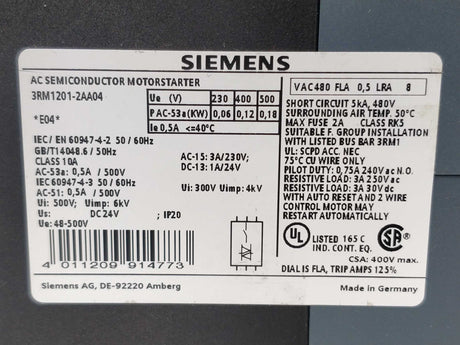 SIEMENS
AC SEMICONDUCTOR MOTORSTARTER
3RM1201-2AA04
*E04*
Ue (V) 230 400 500
P AC-53a(KW) 0,06 0,12 0,18
Ie 0,5A <=40°C
IEC/ EN 60947-4-2 50 / 60Hz
GB/T14048.6 / 50Hz
CLASS 10A
AC-53a: 0,5A / 500V
IEC 60947-4-3 50/ 60Hz
AC-51: 0,5A / 500V
Ui: 500V; Uimp: 6kV
Us: DC24V ; IP20
Ue: 48-500V
AC-15: 3A/230V;
DC-13: 1A/24V
Ui: 300V Uimp: 4kV
4 011209 914773
Siemens AG, DE-92220 Amberg
VAC480 FLA 0,5 LRA 8
SHORT CIRCUIT 5kA, 480V
SURROUNDING AIR TEMP. 50°C
MAX FUSE 2A CLASS RK5
SUITABLE F. GROUP INSTALLATION
WITH LISTED BUS BAR 3RM1
UL: SCPD ACC. NEC
75°C CU WIRE ONLY
PILOT DUTY: 0,75A 240V ac N.O.
RESISTIVE LOAD: 3A 250V ac
RESISTIVE LOAD: 3A 30V dc
WITH AUTO RESET AND 2 WIRE
CONTROL MOTOR MAY
RESTART AUTOMATICALLY
UL LISTED 165 C
IND. CONT. EQ.
SA
CSA: 400V max.
DIAL IS FLA, TRIP AMPS 125%
Made in Germany